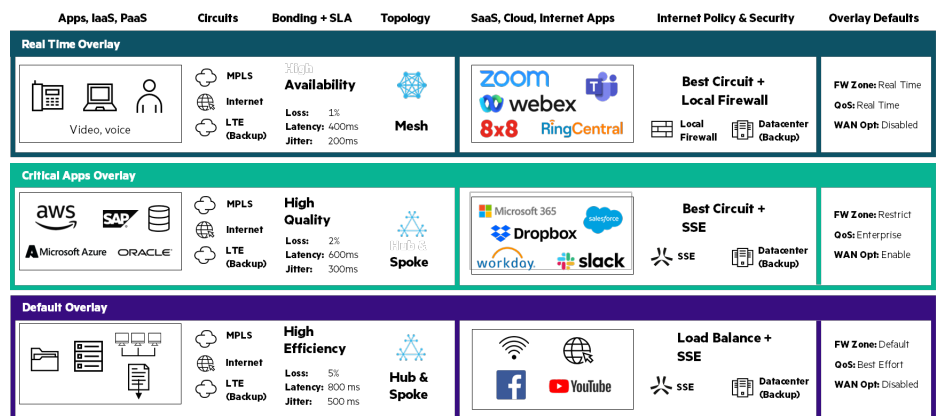 Apps, IaaS, PaaS
Circuits
Bonding + SLA
Topology
SaaS, Cloud, Internet Apps
Internet Policy & Security
Overlay Defaults
Real Time Overlay
Video, voice
MPLS
Internet
LTE
(Backup)
High
Availability
Loss: 1%
Latency: 400ms
Jitter: 200ms
Mesh
zoom
webex
8x8
RingCentral
T
Best Circuit +
Local Firewall
Local
Firewall
Datacenter
(Backup)
FW Zone: Real Time
QoS: Real Time
WAN Opt: Disabled
Critical Apps Overlay
aws
SAP
Microsoft Azure
ORACLE
MPLS
Internet
LTE
(Backup)
High
Quality
Loss: 2%
Latency: 600ms
Jitter: 300ms
Hub &
Spoke
Microsoft 365
salesforce
Dropbox
workday.
slack
Best Circuit +
SSE
SSE
Datacenter
(Backup)
FW Zone: Restrict
QoS: Enterprise
WAN Opt: Enable
Default Overlay
MPLS
Internet
LTE
(Backup)
High
Efficiency
Loss: 5%
Latency: 800 ms
Jitter: 500 ms
Hub &
Spoke
f
YouTube
Load Balance +
SSE
SSE
Datacenter
(Backup)
FW Zone: Default
QoS: Best Effort
WAN Opt: Disabled